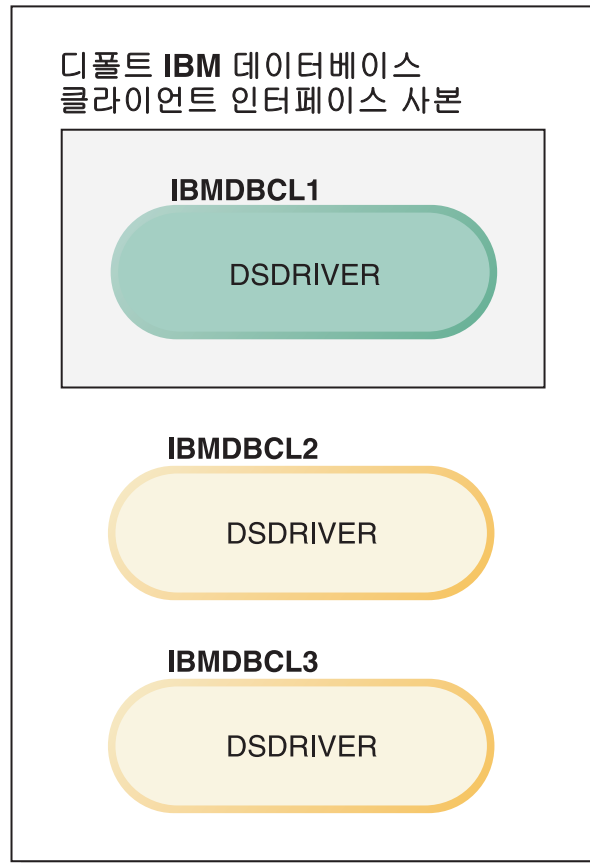 디폴트 IBM 데이터베이스
클라이언트 인터페이스 사본
IBMDBCL1
DSDRIVER
IBMDBCL2
DSDRIVER
IBMDBCL3
DSDRIVER